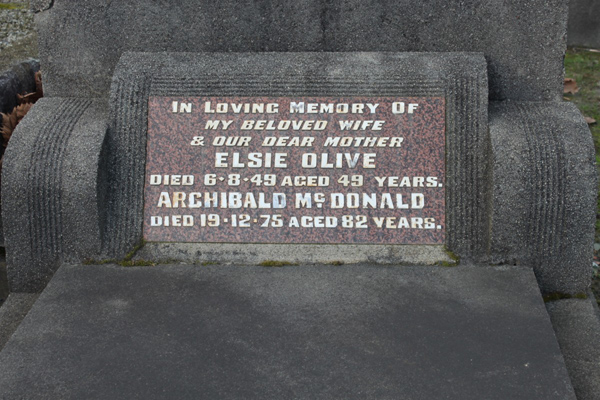 IN LOVING MEMORY OF
MY BELOVED WIFE
& OUR DEAR MOTHER
ELSIE OLIVE
DIED 6·8·49 AGED 49 YEARS.
ARCHIBALD McDONALD
DIED 19·12·75 AGED 82 YEARS.